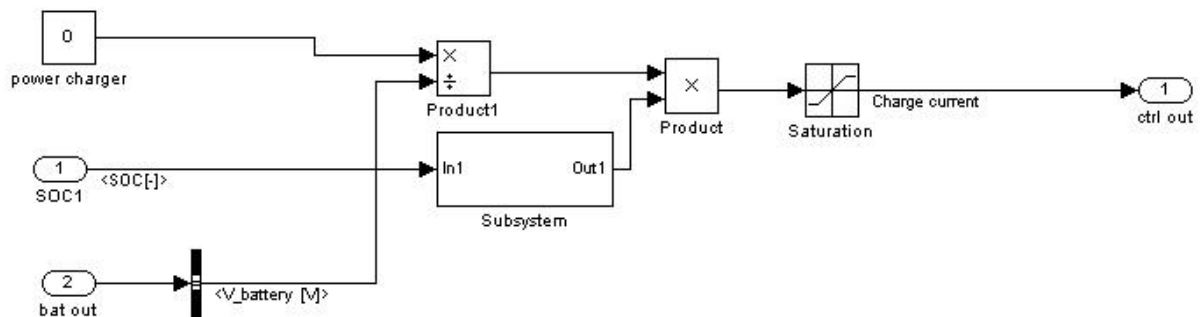 0
power charger
×
÷
Product1
×
Product
Saturation
Charge current
1
ctrl out
1
SOC1
<SOC[-]>
In1
Out1
Subsystem
2
bat out
<V_battery [V]>